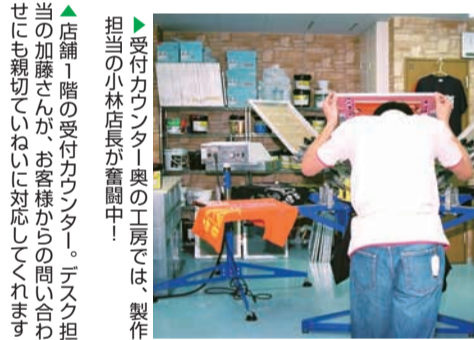 ▶受付カウンター奥の工房では、製作
担当の小林店長が奮闘中!
▲店舗1階の受付カウンター。デスク担
当の加藤さんが、お客様からの問い合わ
せにも親切ていねいに対応してくれます